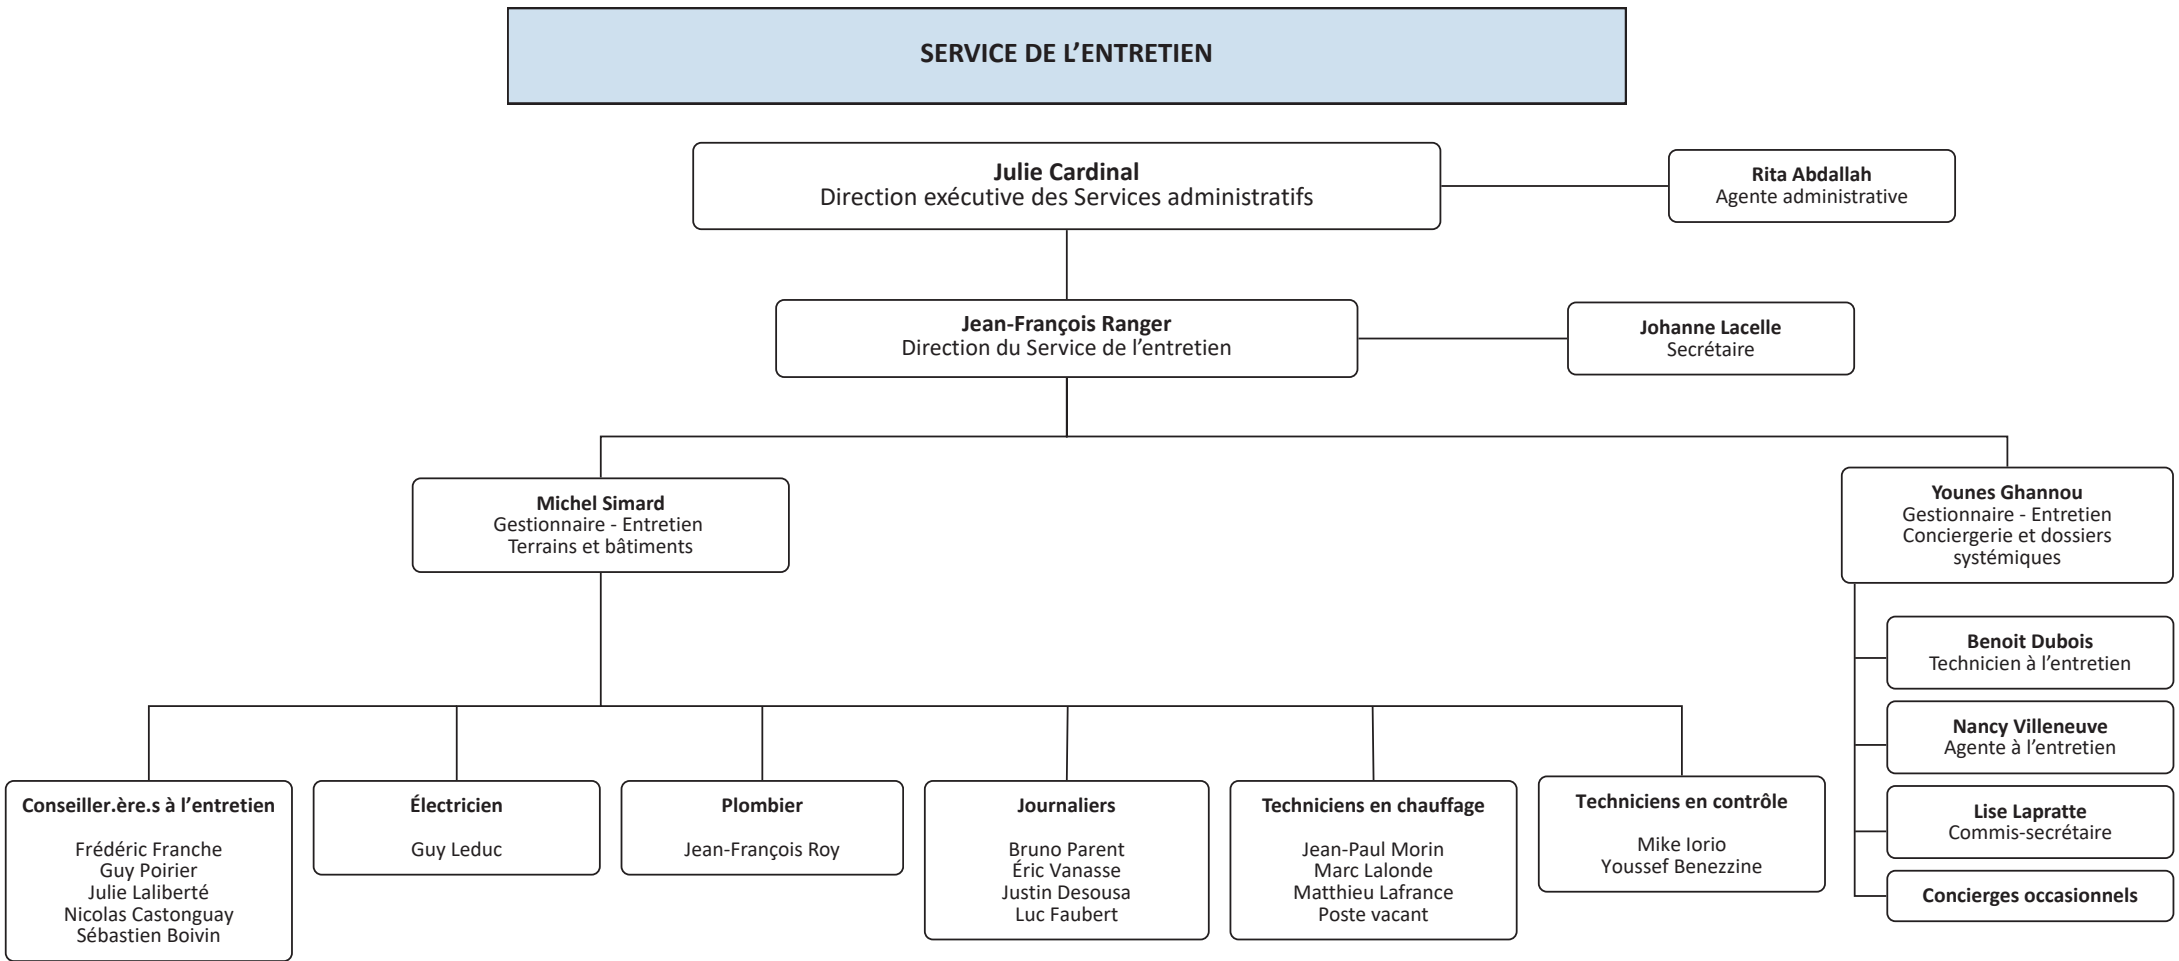 SERVICE DE L’ENTRETIEN
Julie Cardinal
Direction exécutive des Services administratifs
Rita Abdallah
Agente administrative
Jean-François Ranger
Direction du Service de l’entretien
Johanne Lacelle
Secrétaire
Michel Simard
Gestionnaire - Entretien
Terrains et bâtiments
Younes Ghannou
Gestionnaire - Entretien
Conciergerie et dossiers
systémiques
Benoit Dubois
Technicien à l’entretien
Nancy Villeneuve
Agente à l’entretien
Lise Lapratte
Commis-secrétaire
Concierges occasionnels
Conseiller.ère.s à l’entretien
Frédéric Franche
Guy Poirier
Julie Laliberté
Nicolas Castonguay
Sébastien Boivin
Électricien
Guy Leduc
Plombier
Jean-François Roy
Journaliers
Bruno Parent
Éric Vanasse
Justin Desousa
Luc Faubert
Techniciens en chauffage
Jean-Paul Morin
Marc Lalonde
Matthieu Lafrance
Poste vacant
Techniciens en contrôle
Mike Iorio
Youssef Benezzine